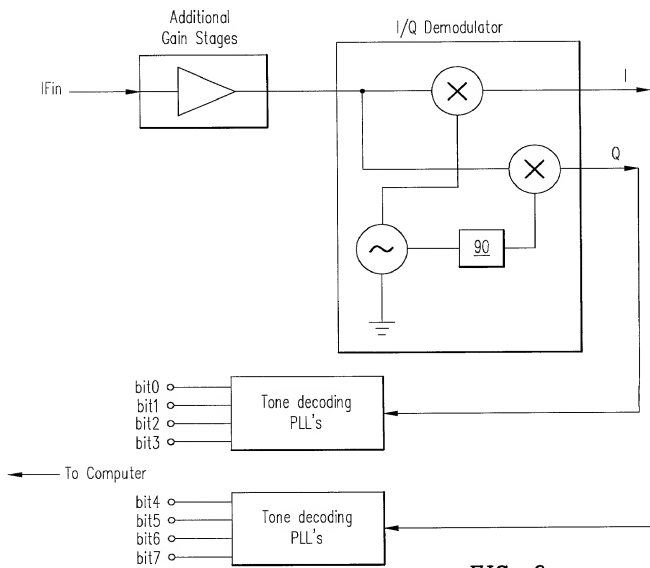 Additional
Gain Stages
I/Q Demodulator
IFin
I
Q
90
bit0
bit1
bit2
bit3
Tone decoding
PLL's
To Computer
bit4
bit5
bit6
bit7
Tone decoding
PLL's